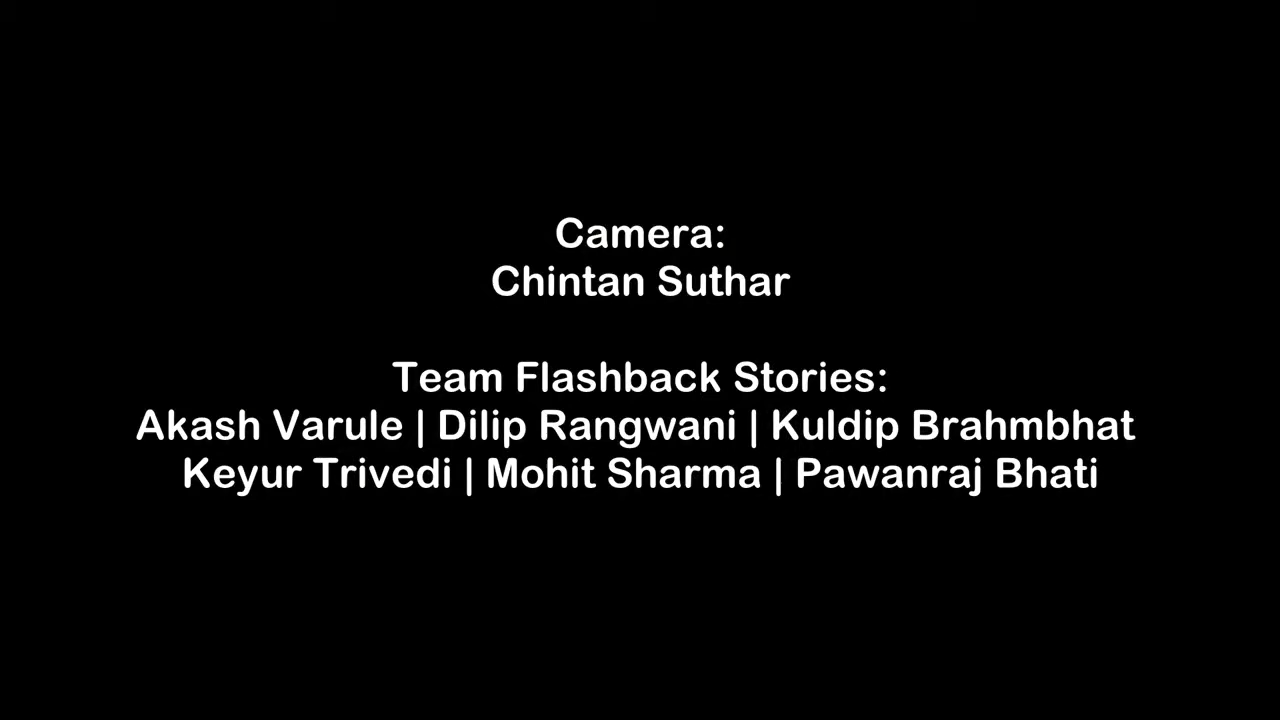 Camera:
Chintan Suthar
Team Flashback Stories:
Akash Varule | Dilip Rangwani | Kuldip Brahmbhat
Keyur Trivedi | Mohit Sharma | Pawanraj Bhati